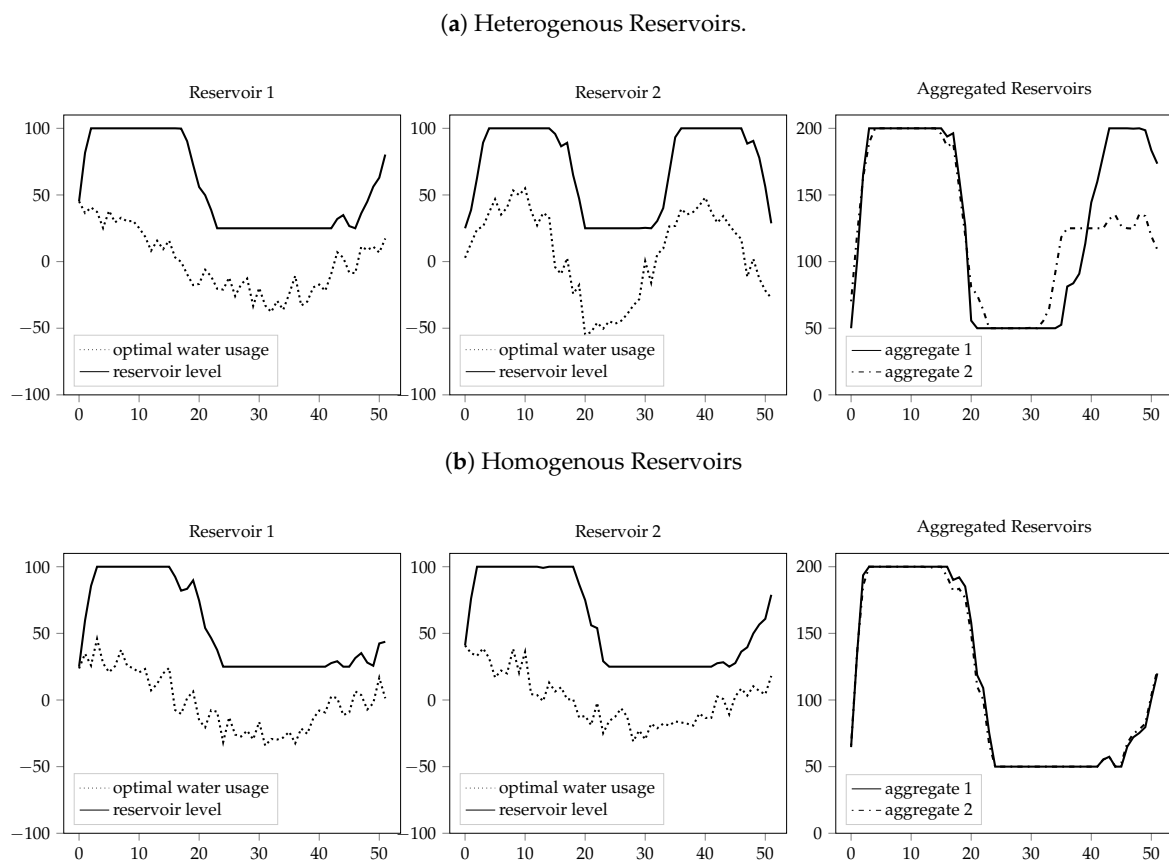 (a) Heterogenous Reservoirs.
Reservoir 1
Reservoir 2
Aggregated Reservoirs
100
50
0
−50
−100
0 10 20 30 40 50
optimal water usage
reservoir level
100
50
0
−50
−100
0 10 20 30 40 50
optimal water usage
reservoir level
200
150
100
50
0
0 10 20 30 40 50
aggregate 1
aggregate 2
(b) Homogenous Reservoirs
Reservoir 1
Reservoir 2
Aggregated Reservoirs
100
50
0
−50
−100
0 10 20 30 40 50
optimal water usage
reservoir level
100
50
0
−50
−100
0 10 20 30 40 50
optimal water usage
reservoir level
200
150
100
50
0
0 10 20 30 40 50
aggregate 1
aggregate 2